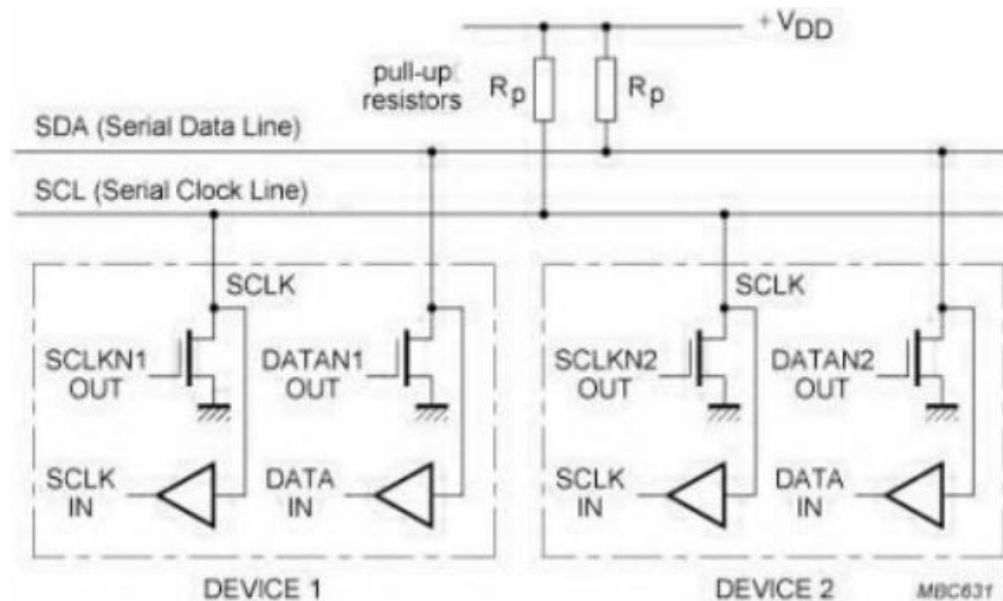 + VDD
pull-up
resistors
Rp
Rp
SDA (Serial Data Line)
SCL (Serial Clock Line)
SCLK
SCLK
SCLKN1
OUT
DATAN1
OUT
SCLKN2
OUT
DATAN2
OUT
SCLK
IN
DATA
IN
SCLK
IN
DATA
IN
DEVICE 1
DEVICE 2
MBC631